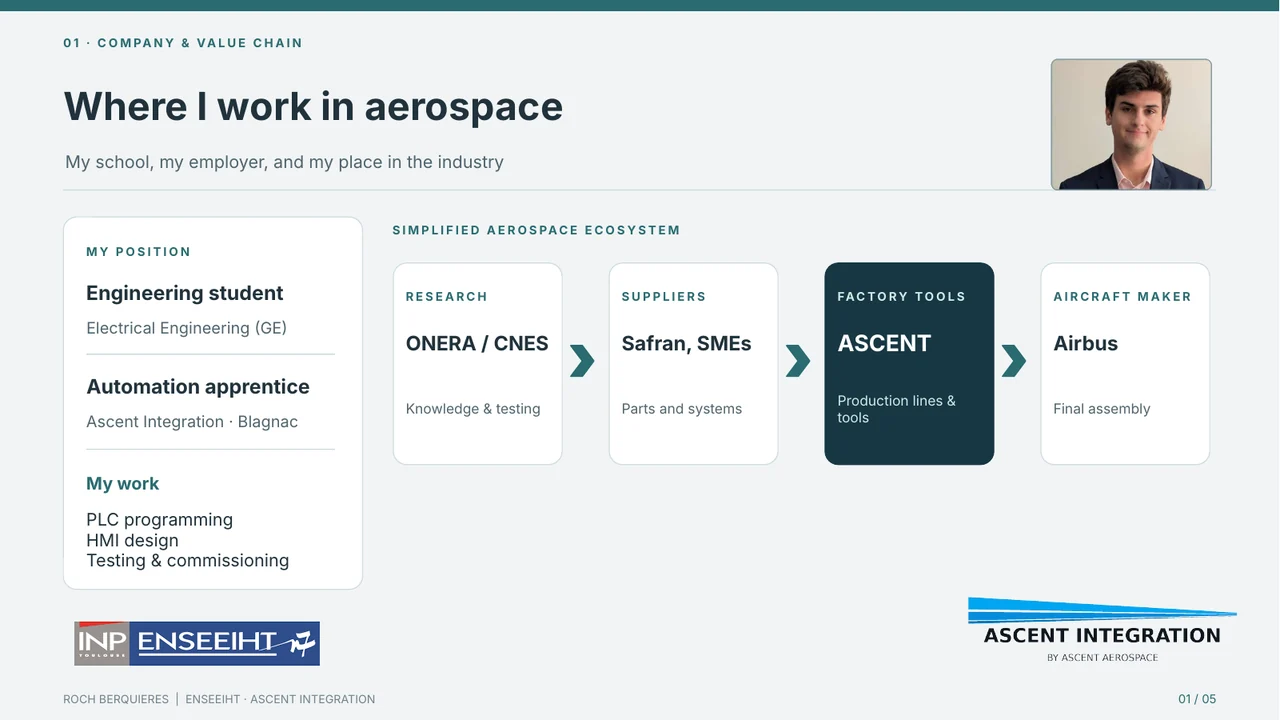 01 · COMPANY & VALUE CHAIN
Where I work in aerospace
My school, my employer, and my place in the industry
MY POSITION
Engineering student
Electrical Engineering (GE)
Automation apprentice
Ascent Integration · Blagnac
My work
PLC programming
HMI design
Testing & commissioning
SIMPLIFIED AEROSPACE ECOSYSTEM
RESEARCH
ONERA / CNES
Knowledge & testing
SUPPLIERS
Safran, SMEs
Parts and systems
FACTORY TOOLS
ASCENT
Production lines &
tools
AIRCRAFT MAKER
Airbus
Final assembly
INP
TOULOUSE
ENSEEIHT
ASCENT INTEGRATION
BY ASCENT AEROSPACE
ROCH BERQUIERES | ENSEEIHT · ASCENT INTEGRATION
01 / 05